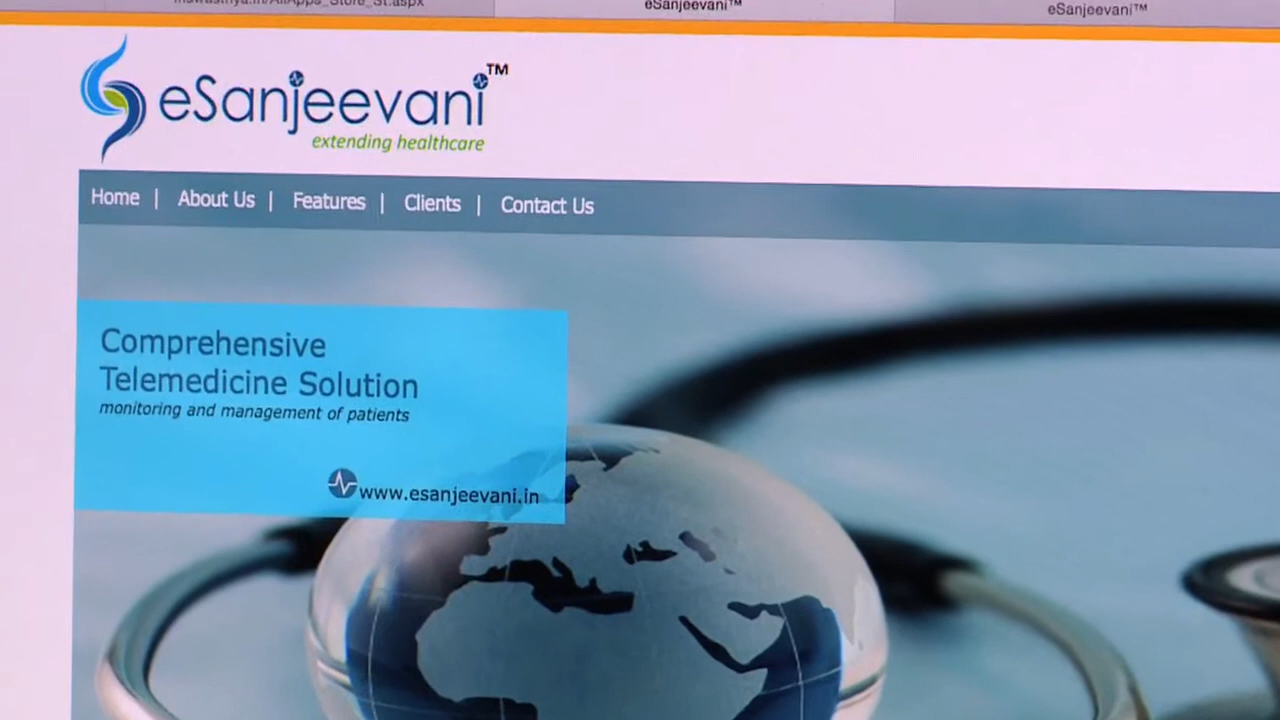 eSanjeevani™
eSanjeevani™
eSanjeevani™
extending healthcare
Home | About Us | Features | Clients | Contact Us
Comprehensive
Telemedicine Solution
monitoring and management of patients
www.esanjeevani.in